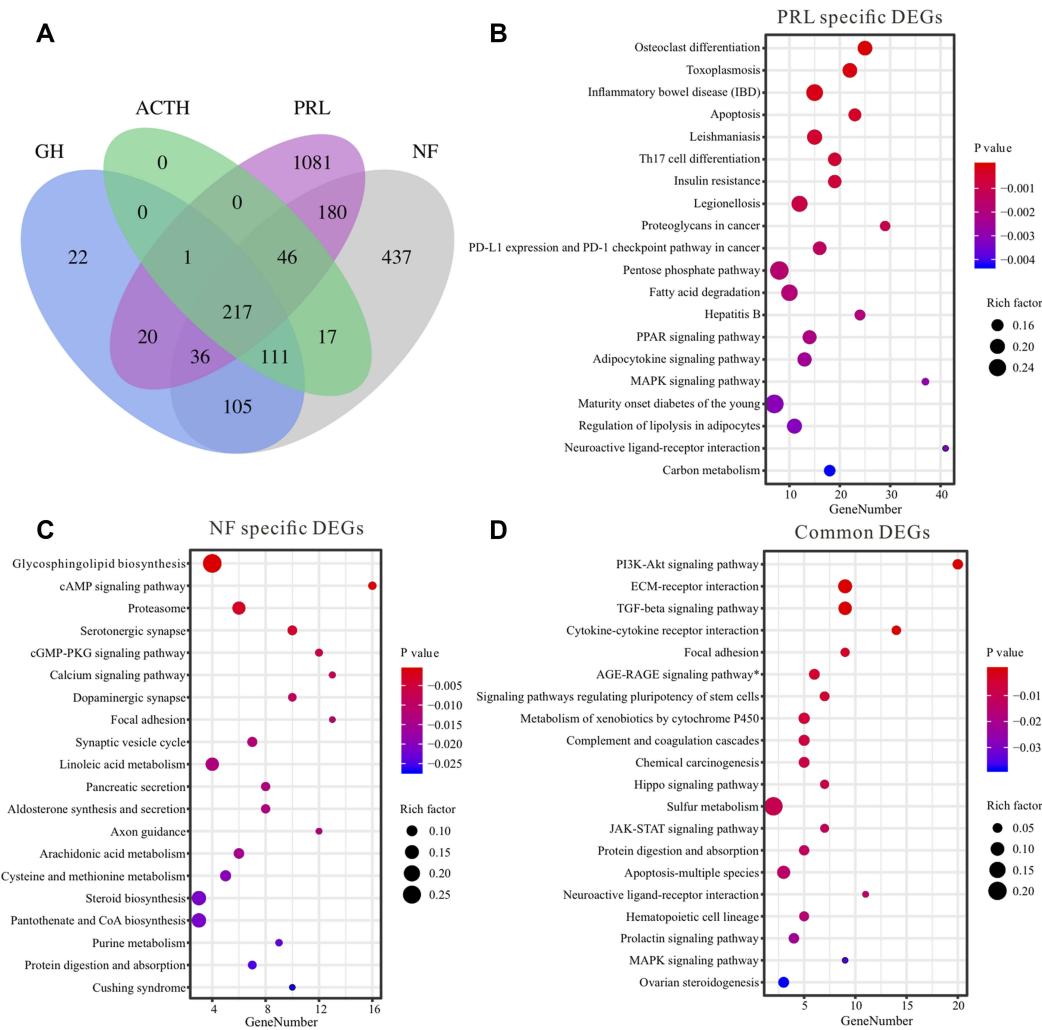 A
ACTH
PRL
GH
NF
0
1081
0
0
180
22
1
46
437
217
20
17
36
111
105
B
PRL specific DEGs
Osteoclast differentiation
Toxoplasmosis
Inflammatory bowel disease (IBD)
Apoptosis
Leishmaniasis
Th17 cell differentiation
Insulin resistance
Legionellosis
Proteoglycans in cancer
PD-L1 expression and PD-1 checkpoint pathway in cancer
Pentose phosphate pathway
Fatty acid degradation
Hepatitis B
PPAR signaling pathway
Adipocytokine signaling pathway
MAPK signaling pathway
Maturity onset diabetes of the young
Regulation of lipolysis in adipocytes
Neuroactive ligand-receptor interaction
Carbon metabolism
10 20 30 40
GeneNumber
P value
−0.001
−0.002
−0.003
−0.004
Rich factor
0.16
0.20
0.24
C
NF specific DEGs
Glycosphingolipid biosynthesis
cAMP signaling pathway
Proteasome
Serotonergic synapse
cGMP-PKG signaling pathway
Calcium signaling pathway
Dopaminergic synapse
Focal adhesion
Synaptic vesicle cycle
Linoleic acid metabolism
Pancreatic secretion
Aldosterone synthesis and secretion
Axon guidance
Arachidonic acid metabolism
Cysteine and methionine metabolism
Steroid biosynthesis
Pantothenate and CoA biosynthesis
Purine metabolism
Protein digestion and absorption
Cushing syndrome
4 8 12 16
GeneNumber
P value
−0.005
−0.010
−0.015
−0.020
−0.025
Rich factor
0.10
0.15
0.20
0.25
D
Common DEGs
PI3K-Akt signaling pathway
ECM-receptor interaction
TGF-beta signaling pathway
Cytokine-cytokine receptor interaction
Focal adhesion
AGE-RAGE signaling pathway*
Signaling pathways regulating pluripotency of stem cells
Metabolism of xenobiotics by cytochrome P450
Complement and coagulation cascades
Chemical carcinogenesis
Hippo signaling pathway
Sulfur metabolism
JAK-STAT signaling pathway
Protein digestion and absorption
Apoptosis-multiple species
Neuroactive ligand-receptor interaction
Hematopoietic cell lineage
Prolactin signaling pathway
MAPK signaling pathway
Ovarian steroidogenesis
5 10 15 20
GeneNumber
P value
−0.01
−0.02
−0.03
Rich factor
0.05
0.10
0.15
0.20